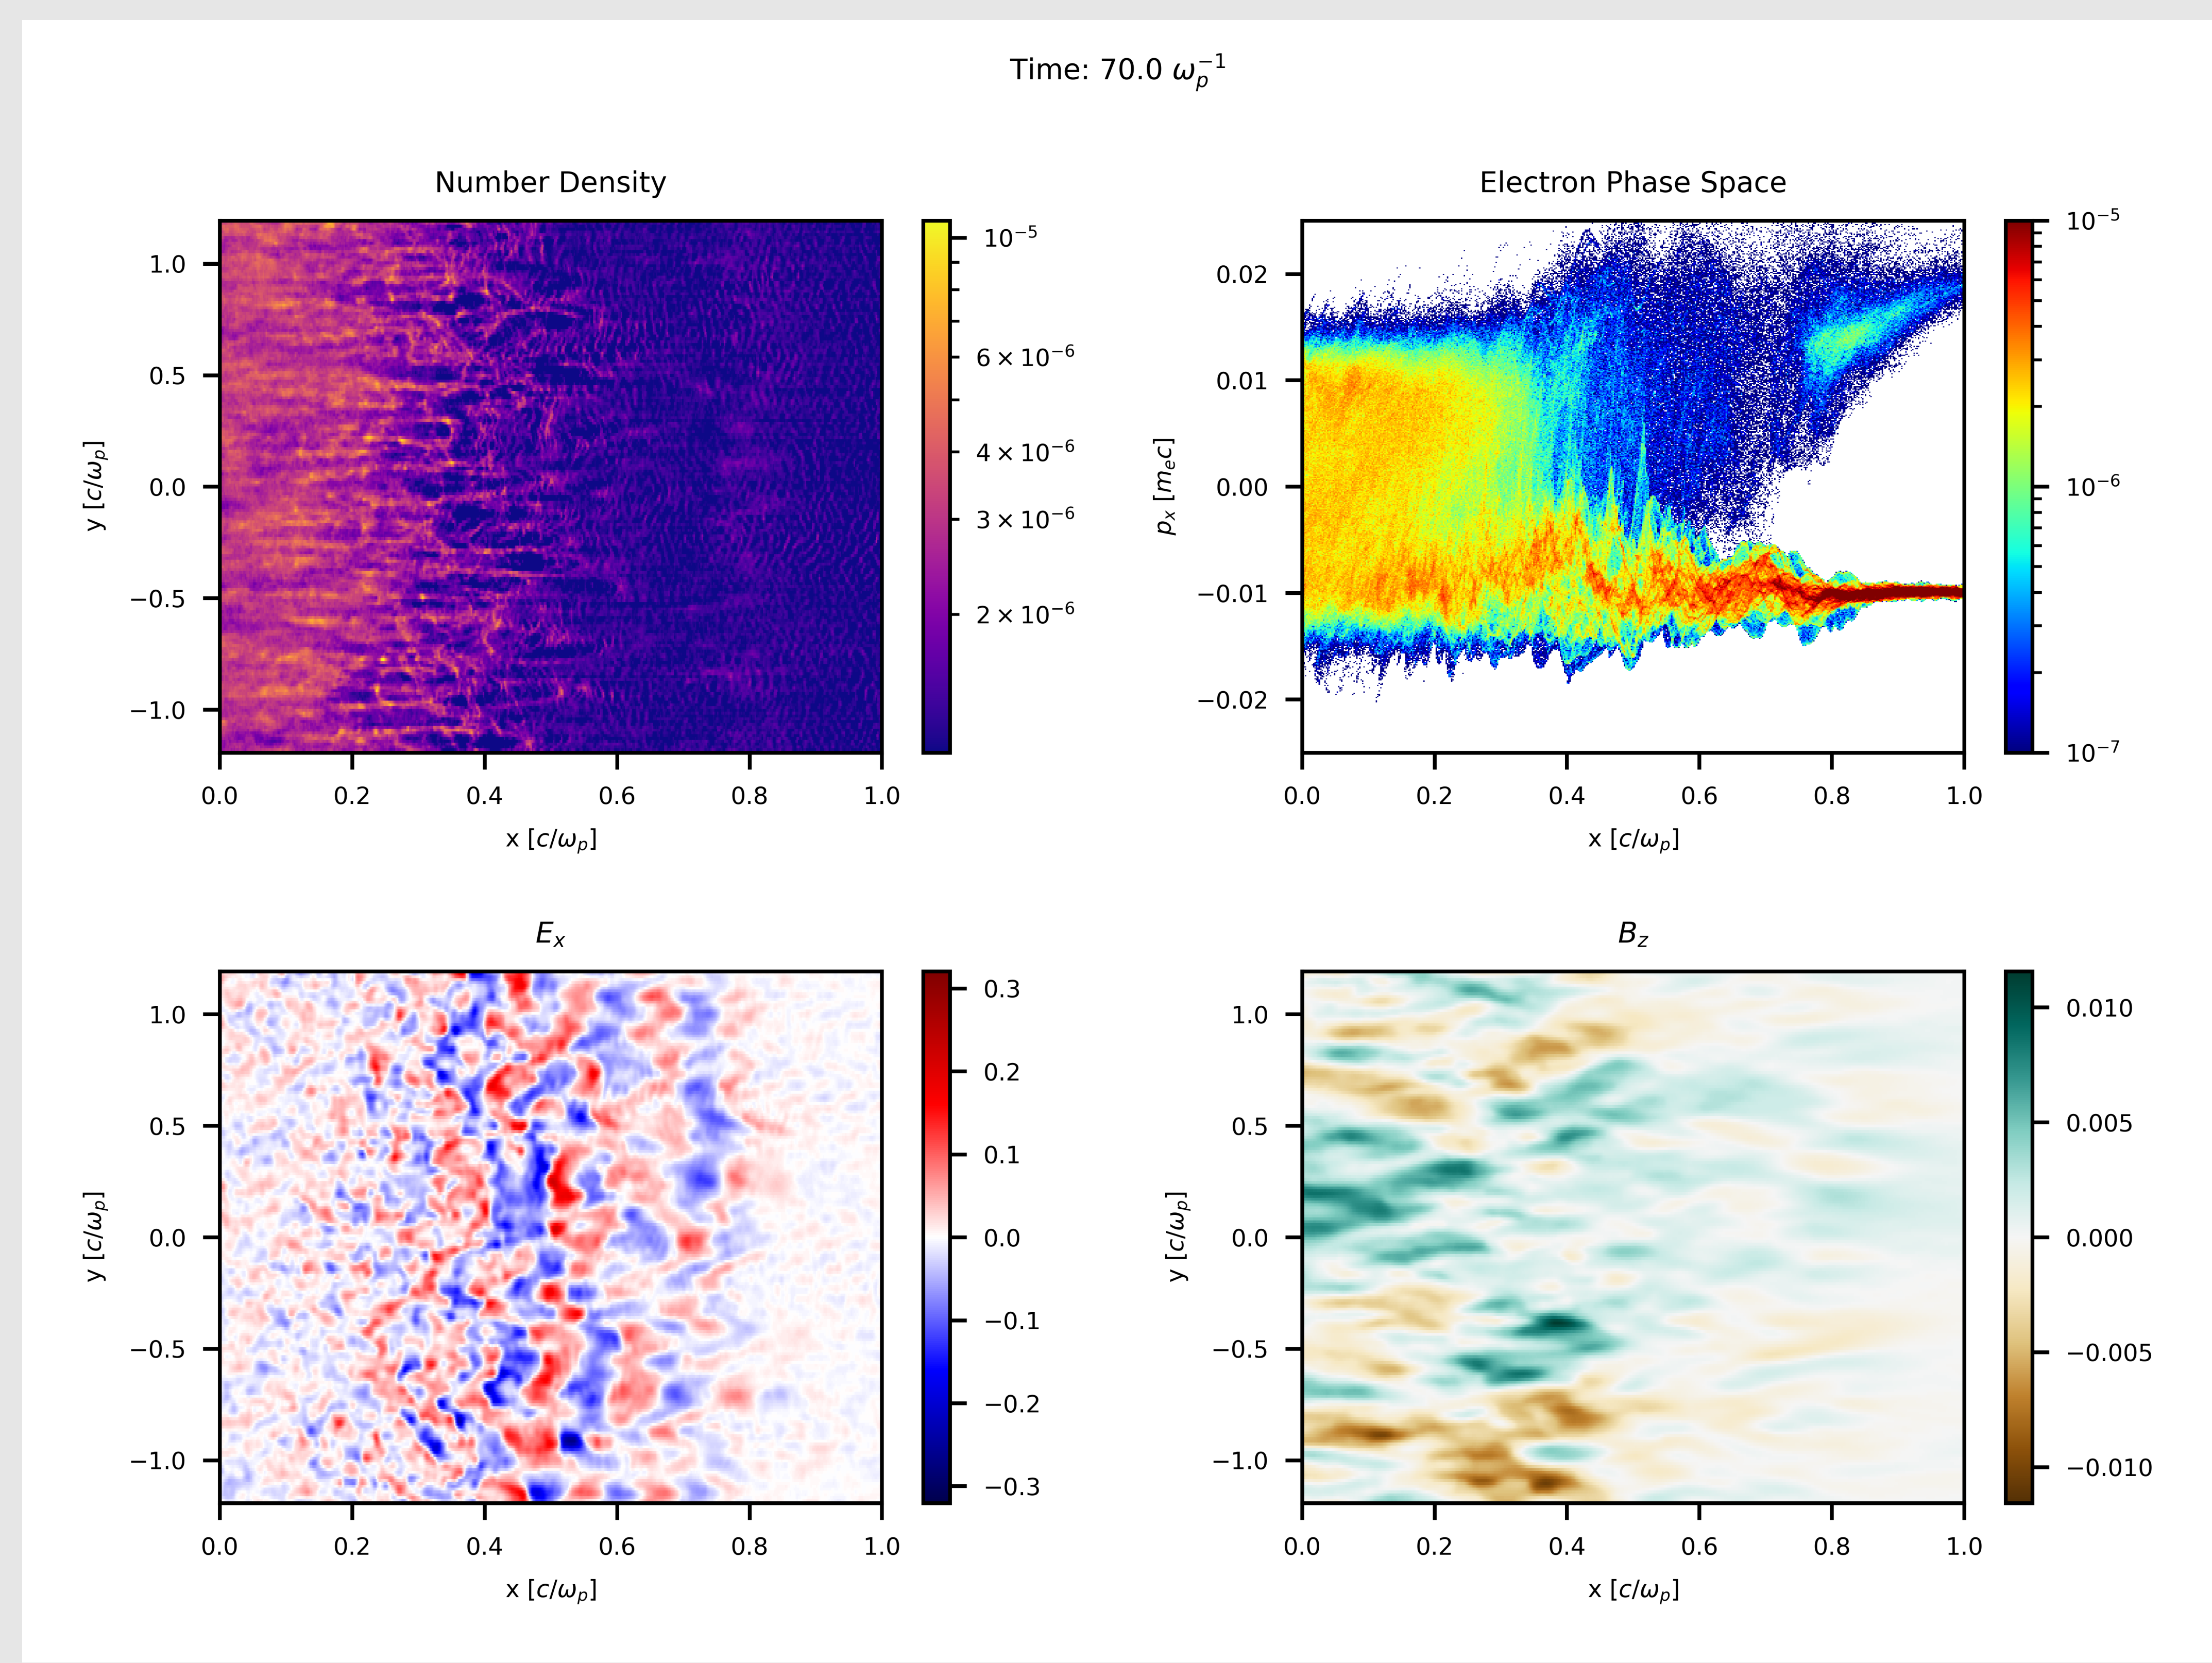 Time: 70.0 ωₚ⁻¹
Number Density
1.0
0.5
0.0
−0.5
−1.0
y [c/ωₚ]
0.0 0.2 0.4 0.6 0.8 1.0
x [c/ωₚ]
10⁻⁵
6 × 10⁻⁶
4 × 10⁻⁶
3 × 10⁻⁶
2 × 10⁻⁶
Electron Phase Space
0.02
0.01
0.00
−0.01
−0.02
pₓ [mₑc]
0.0 0.2 0.4 0.6 0.8 1.0
x [c/ωₚ]
10⁻⁵
10⁻⁶
10⁻⁷
Eₓ
1.0
0.5
0.0
−0.5
−1.0
y [c/ωₚ]
0.0 0.2 0.4 0.6 0.8 1.0
x [c/ωₚ]
0.3
0.2
0.1
0.0
−0.1
−0.2
−0.3
B_z
1.0
0.5
0.0
−0.5
−1.0
y [c/ωₚ]
0.0 0.2 0.4 0.6 0.8 1.0
x [c/ωₚ]
0.010
0.005
0.000
−0.005
−0.010